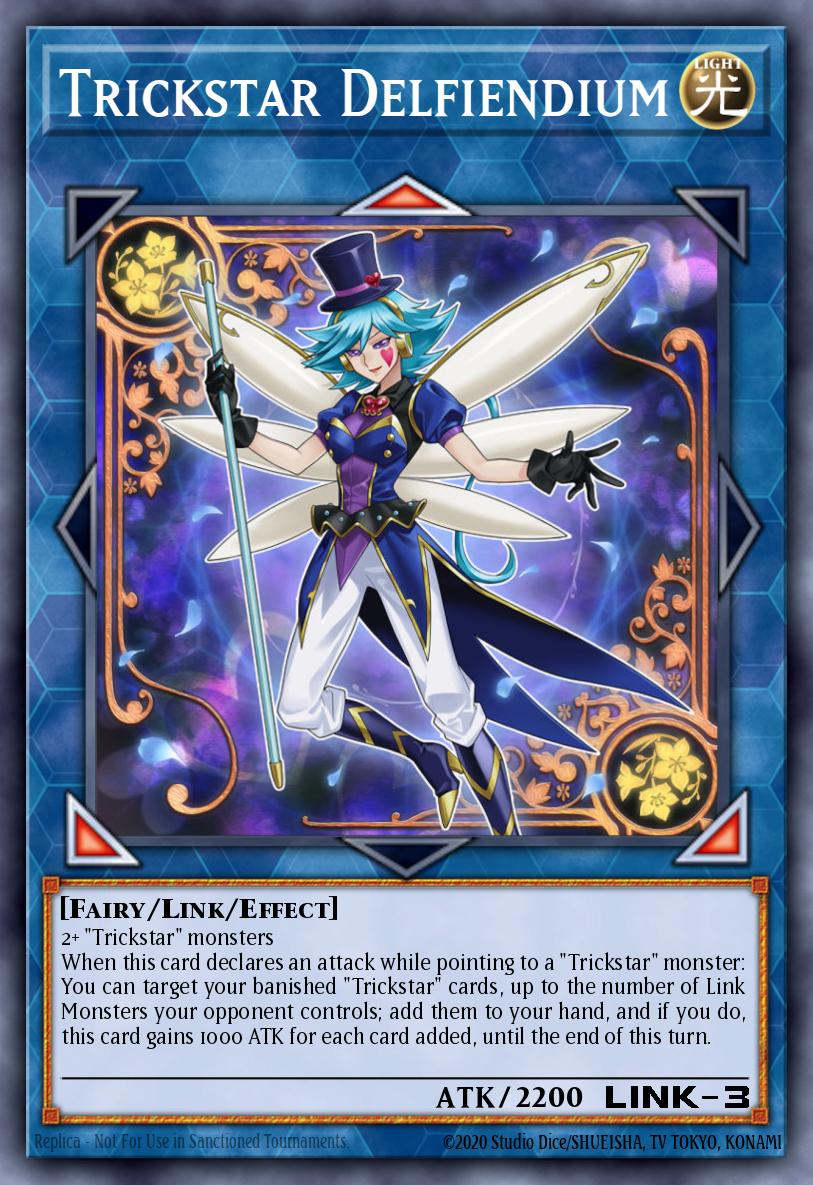 Trickstar Delfiendium
LIGHT
光
[Fairy/Link/Effect]
2+ "Trickstar" monsters
When this card declares an attack while pointing to a "Trickstar" monster:
You can target your banished "Trickstar" cards, up to the number of Link
Monsters your opponent controls; add them to your hand, and if you do,
this card gains 1000 ATK for each card added, until the end of this turn.
ATK/2200 LINK-3
Replica - Not For Use in Sanctioned Tournaments.
©2020 Studio Dice/SHUEISHA, TV TOKYO, KONAMI